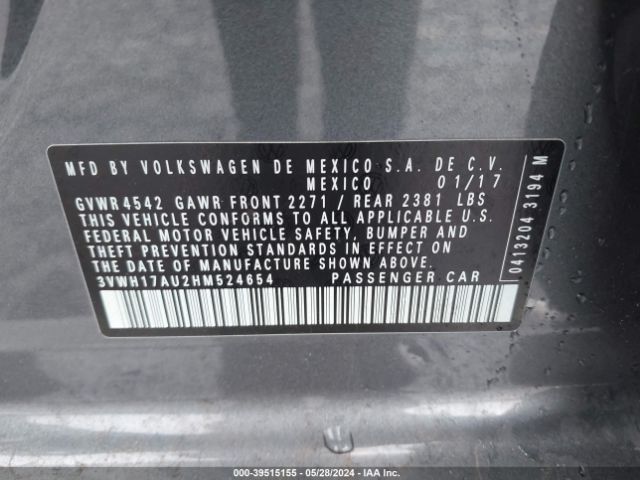 MFD BY VOLKSWAGEN DE MEXICO S.A. DE C.V.
MEXICO 01/17
GVWR 4542 GAWR FRONT 2271 / REAR 2381 LBS
THIS VEHICLE CONFORMS TO ALL APPLICABLE U.S.
FEDERAL MOTOR VEHICLE SAFETY, BUMPER AND
THEFT PREVENTION STANDARDS IN EFFECT ON
THE DATE OF MANUFACTURE SHOWN ABOVE.
3VWH17AU2HM524654 PASSENGER CAR
0413204 3194 M
000-39515155 - 05/28/2024 - IAA Inc.